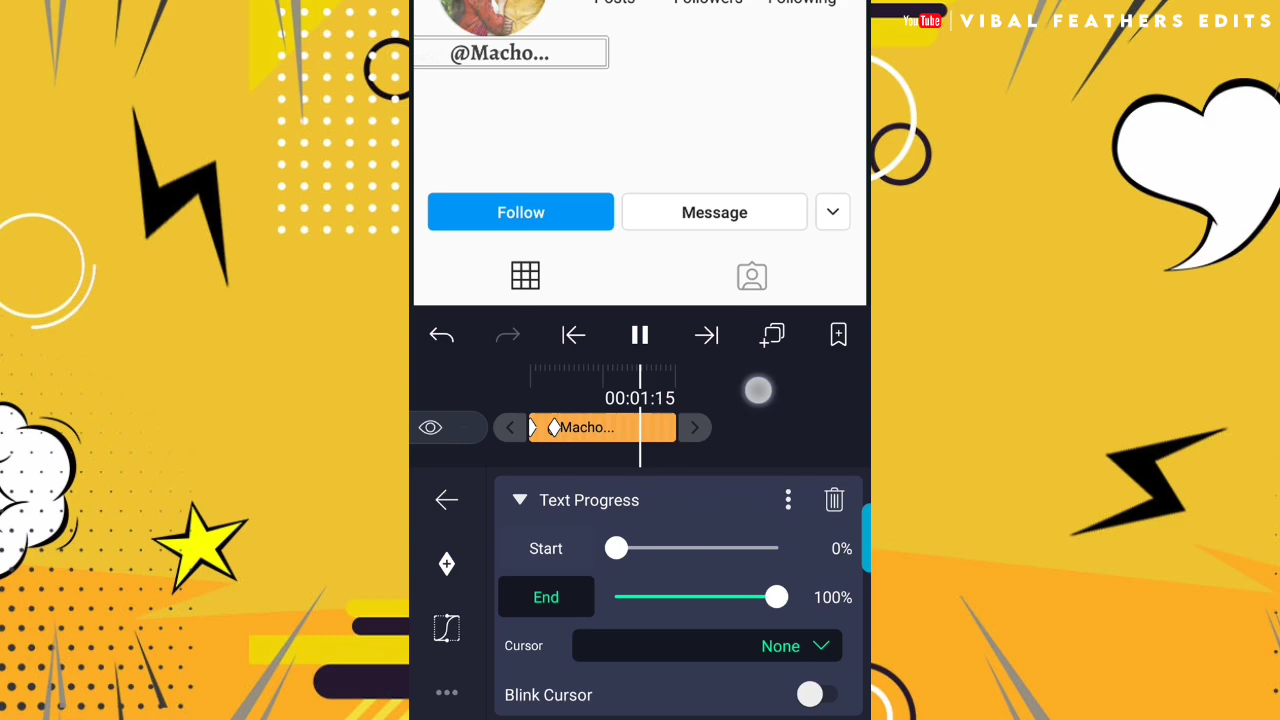 YouTube | VIBAL FEATHERS EDITS
Posts Followers Following
@Macho...
Follow Message
00:01:15
Macho...
Text Progress
Start 0%
End 100%
Cursor None
Blink Cursor